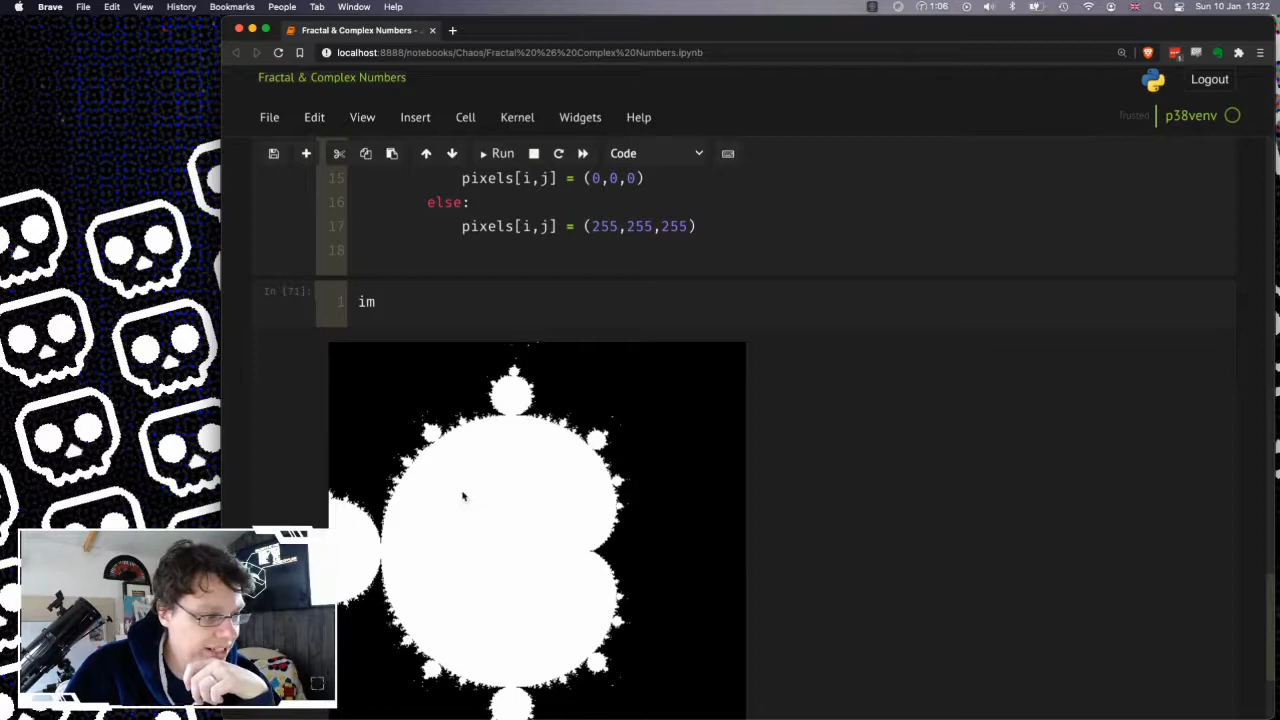 Brave File Edit View History Bookmarks People Tab Window Help 1:06 Sun 10 Jan 13:22
Fractal & Complex Numbers - .
localhost:8888/notebooks/Chaos/Fractal%20%26%20Complex%20Numbers.ipynb
Fractal & Complex Numbers
Logout
File Edit View Insert Cell Kernel Widgets Help
Trusted p38venv
Run Code
15 pixels[i,j] = (0,0,0)
16 else:
17 pixels[i,j] = (255,255,255)
18
In [71]:
1 im